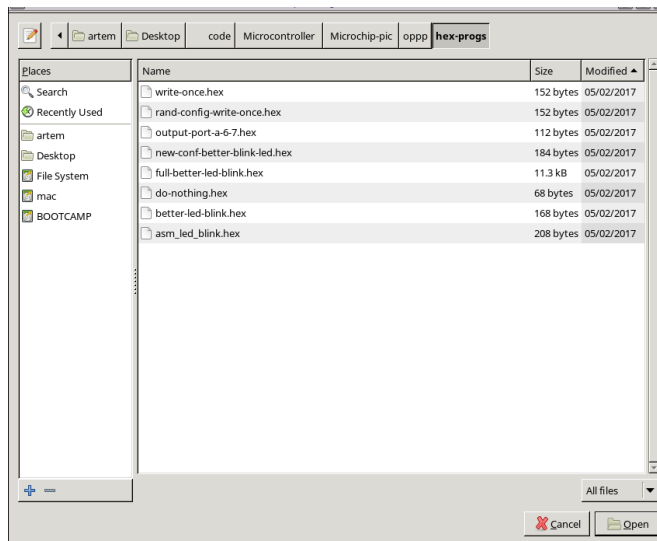 artem Desktop code Microcontroller Microchip-pic oppp hex-progs
Places Name Size Modified
Search write-once.hex 152 bytes 05/02/2017
Recently Used rand-config-write-once.hex 152 bytes 05/02/2017
artem output-port-a-6-7.hex 112 bytes 05/02/2017
Desktop new-conf-better-blink-led.hex 184 bytes 05/02/2017
File System full-better-led-blink.hex 11.3 kB 05/02/2017
mac do-nothing.hex 68 bytes 05/02/2017
BOOTCAMP better-led-blink.hex 168 bytes 05/02/2017
asm_led_blink.hex 208 bytes 05/02/2017
All files
Cancel Open